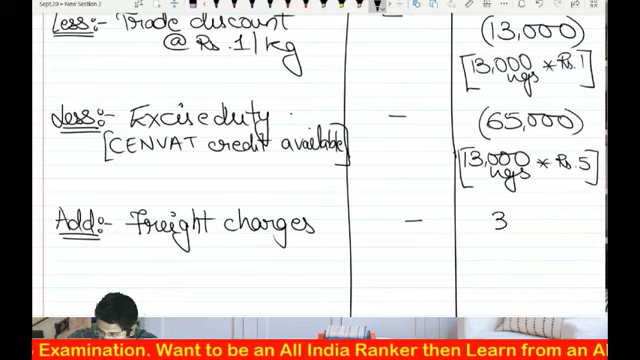 Sept.20 - New Section 2
Less:- Trade discount - (13,000)
@ Rs. 1/kg [13,000 kgs * Rs. 1]
Less:- Excise duty - (65,000)
[CENVAT credit available] [13,000 kgs * Rs. 5]
Add:- Freight charges - 3
Examination. Want to be an All India Ranker then Learn from an A